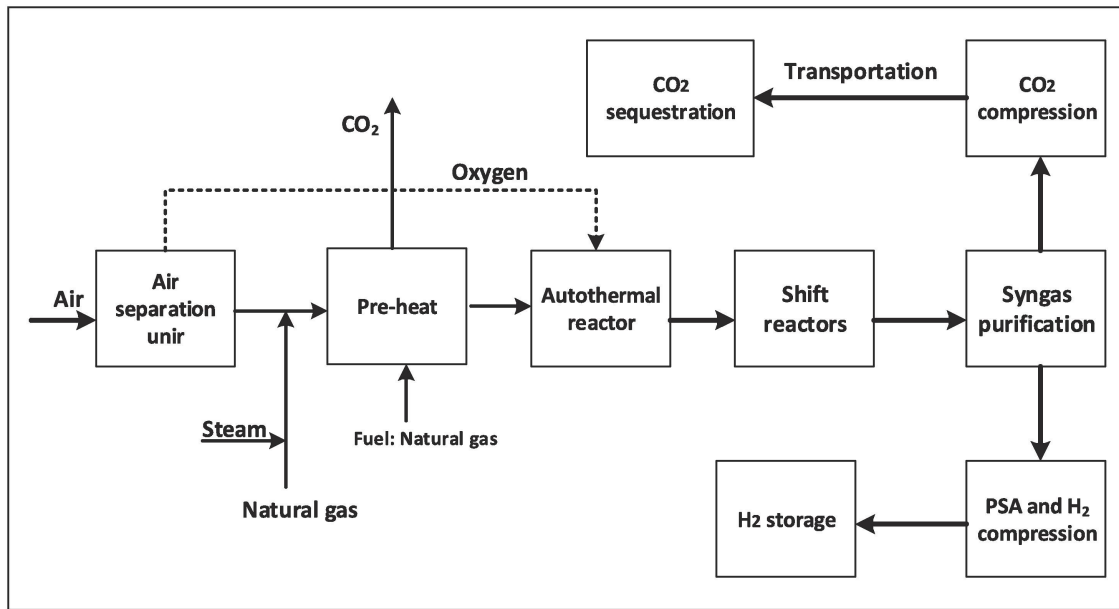 CO2
sequestration
Transportation
CO2
compression
CO₂
Oxygen
Air
Air
separation
unir
Pre-heat
Autothermal
reactor
Shift
reactors
Syngas
purification
Steam
Fuel: Natural gas
Natural gas
H2 storage
PSA and H₂
compression